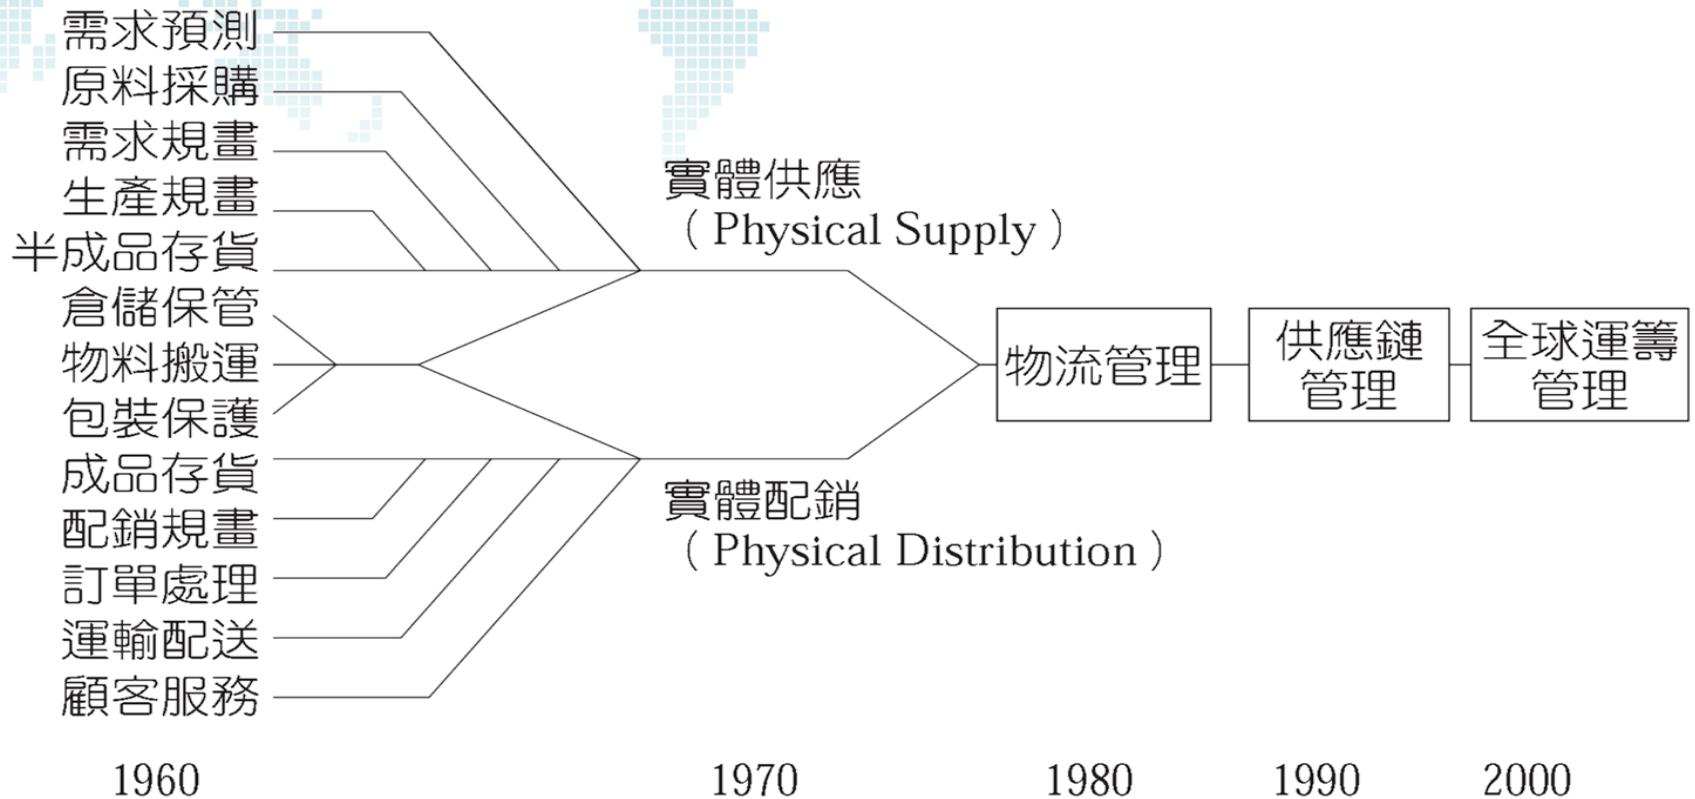 需求預測
原料採購
需求規畫
生產規畫
半成品存貨
倉儲保管
物料搬運
包裝保護
成品存貨
配銷規畫
訂單處理
運輸配送
顧客服務
實體供應
（Physical Supply）
實體配銷
（Physical Distribution）
物流管理
供應鏈
管理
全球運籌
管理
1960
1970
1980
1990
2000